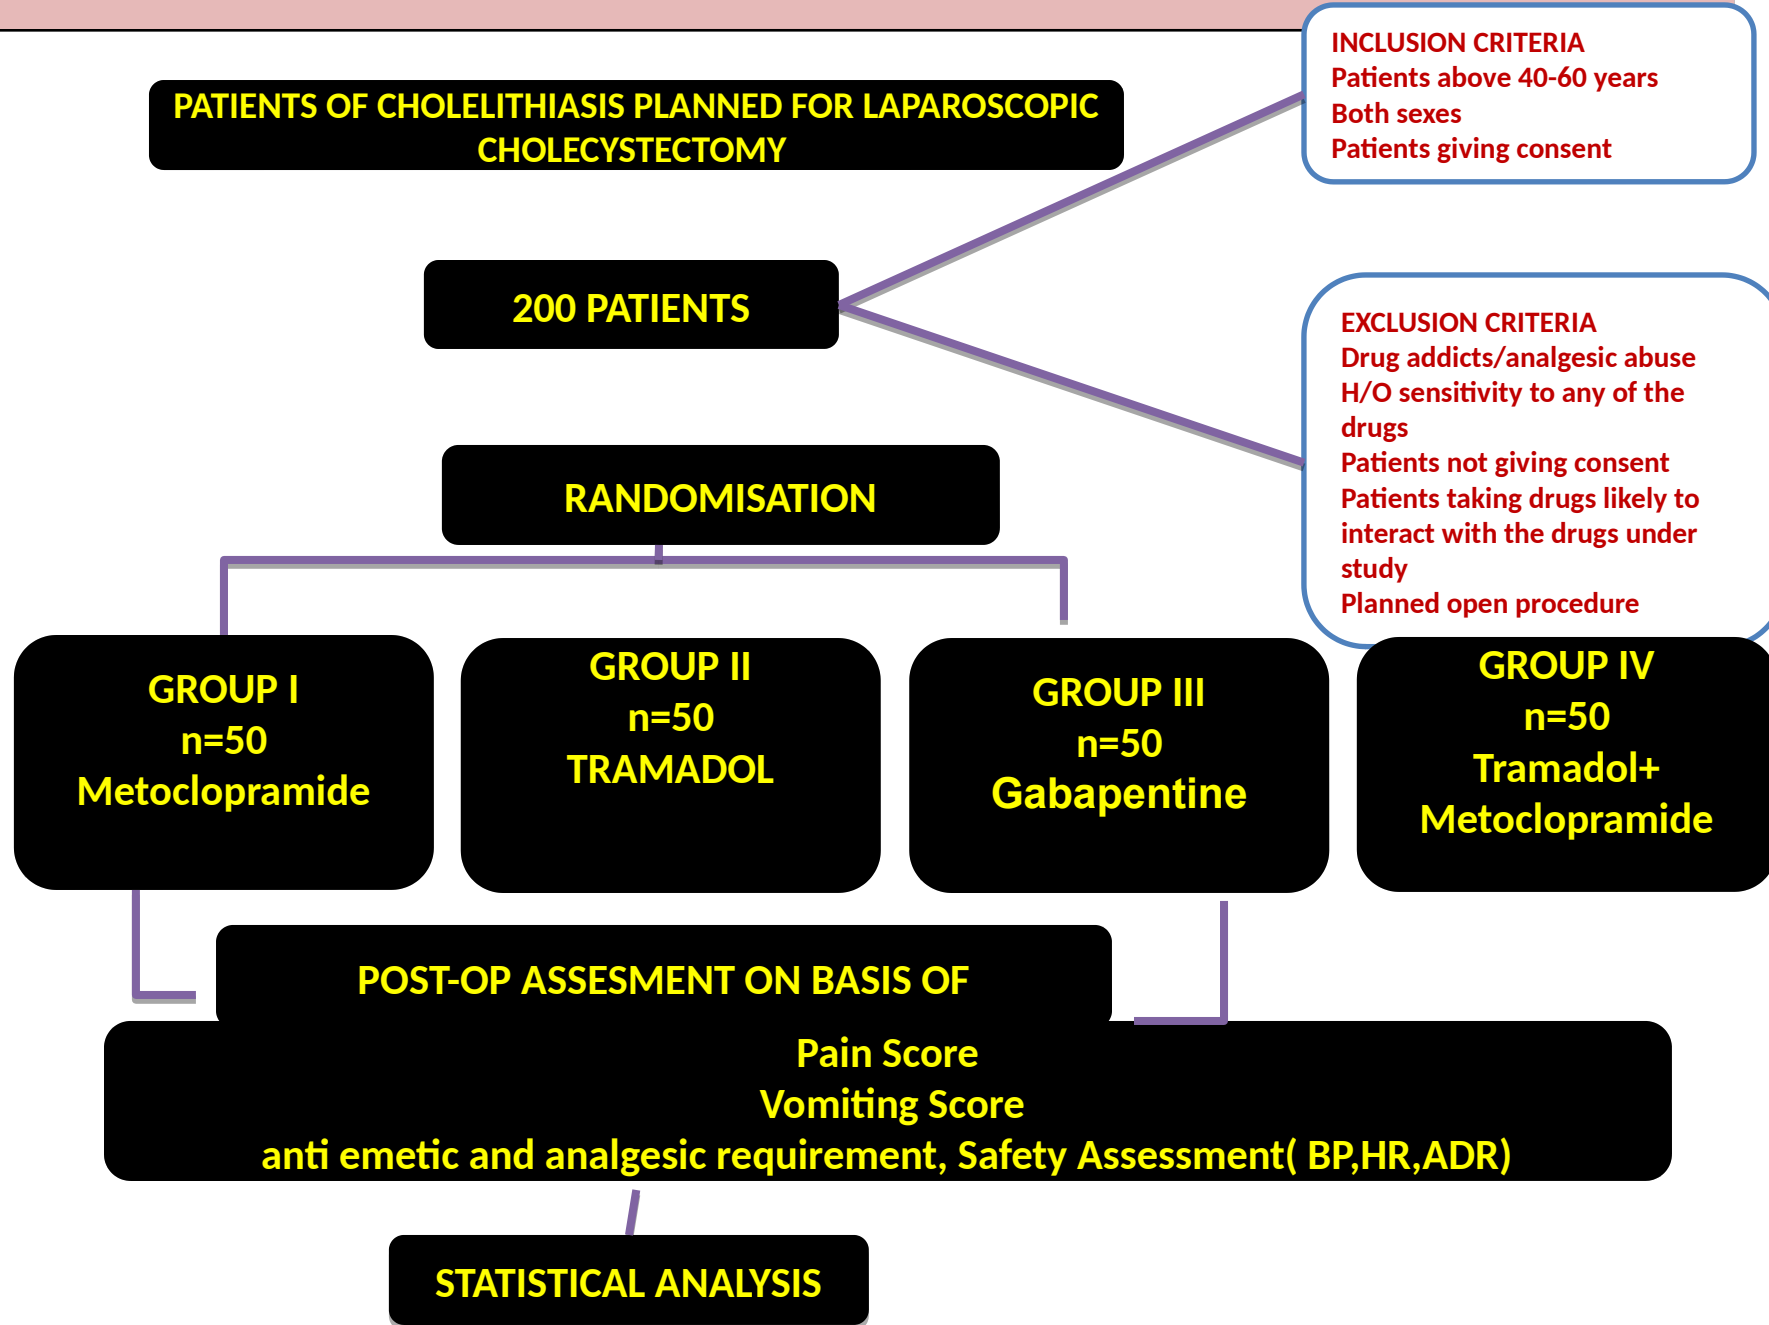 INCLUSION CRITERIA
Patients above 40-60 years
Both sexes
Patients giving consent
PATIENTS OF CHOLELITHIASIS PLANNED FOR LAPAROSCOPIC
CHOLECYSTECTOMY
200 PATIENTS
EXCLUSION CRITERIA
Drug addicts/analgesic abuse
H/O sensitivity to any of the
drugs
Patients not giving consent
Patients taking drugs likely to
interact with the drugs under
study
Planned open procedure
RANDOMISATION
GROUP I
n=50
Metoclopramide
GROUP II
n=50
TRAMADOL
GROUP III
n=50
Gabapentine
GROUP IV
n=50
Tramadol+
Metoclopramide
POST-OP ASSESMENT ON BASIS OF
Pain Score
Vomiting Score
anti emetic and analgesic requirement, Safety Assessment( BP,HR,ADR)
STATISTICAL ANALYSIS